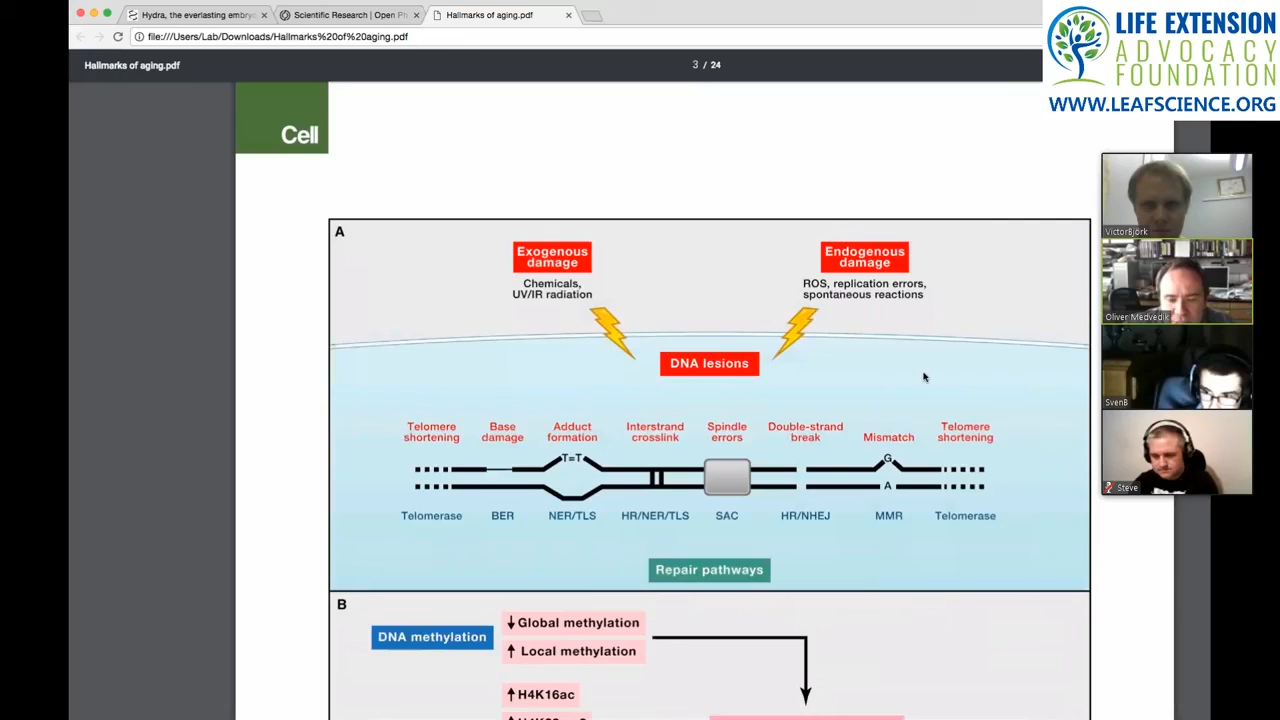 Hydra, the everlasting embryo
Scientific Research | Open Ph
Hallmarks of aging.pdf
file:///Users/Lab/Downloads/Hallmarks%20of%20aging.pdf
LIFE EXTENSION
ADVOCACY
FOUNDATION
WWW.LEAFSCIENCE.ORG
Hallmarks of aging.pdf
3 / 24
Cell
A
Exogenous
damage
Chemicals,
UV/IR radiation
Endogenous
damage
ROS, replication errors,
spontaneous reactions
DNA lesions
Telomere
shortening
Base
damage
Adduct
formation
Interstrand
crosslink
Spindle
errors
Double-strand
break
Mismatch
Telomere
shortening
T=T
G
A
Telomerase
BER
NER/TLS
HR/NER/TLS
SAC
HR/NHEJ
MMR
Telomerase
Repair pathways
B
DNA methylation
↓ Global methylation
↑ Local methylation
↑ H4K16ac
VictorBjörk
Oliver Medvedik
SvenB
Steve